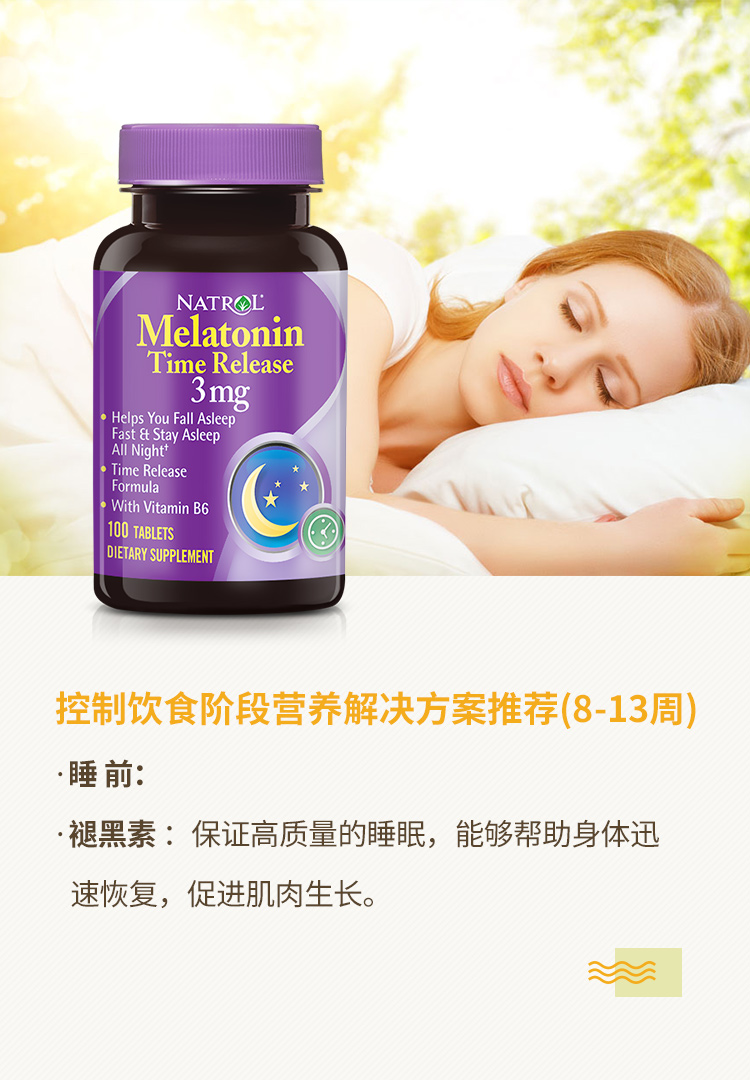 NATROL
Melatonin
Time Release
3 mg
• Helps You Fall Asleep
Fast & Stay Asleep
All Night†
• Time Release
Formula
• With Vitamin B6
100 TABLETS
DIETARY SUPPLEMENT
控制饮食阶段营养解决方案推荐(8-13周)
·睡 前：
·褪黑素 ：保证高质量的睡眠，能够帮助身体迅
速恢复，促进肌肉生长。